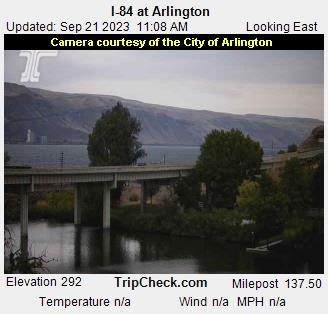 I-84 at Arlington
Updated: Sep 21 2023 11:08 AM Looking East
Camera courtesy of the City of Arlington
Elevation 292 TripCheck.com Milepost 137.50
Temperature n/a Wind n/a MPH n/a